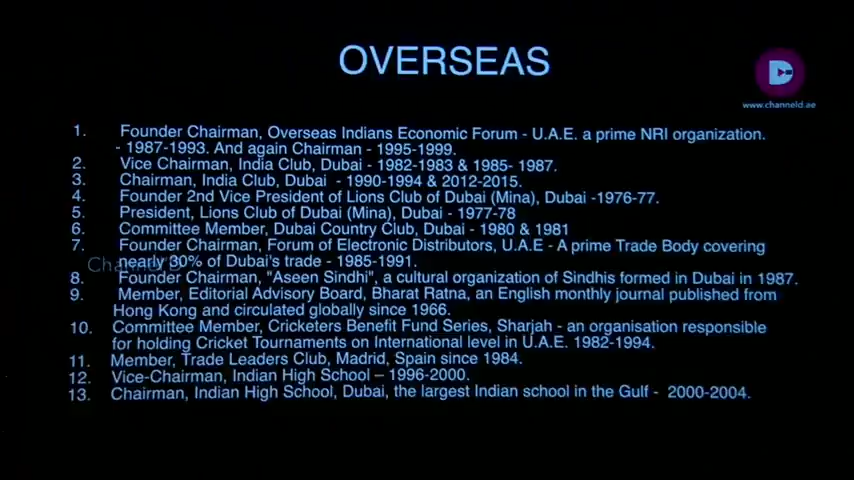 OVERSEAS
www.channeld.ae
1. Founder Chairman, Overseas Indians Economic Forum - U.A.E. a prime NRI organization.
- 1987-1993. And again Chairman - 1995-1999.
2. Vice Chairman, India Club, Dubai - 1982-1983 & 1985- 1987.
3. Chairman, India Club, Dubai - 1990-1994 & 2012-2015.
4. Founder 2nd Vice President of Lions Club of Dubai (Mina), Dubai -1976-77.
5. President, Lions Club of Dubai (Mina), Dubai - 1977-78
6. Committee Member, Dubai Country Club, Dubai - 1980 & 1981
7. Founder Chairman, Forum of Electronic Distributors, U.A.E - A prime Trade Body covering
nearly 30% of Dubai's trade - 1985-1991.
Channel D
8. Founder Chairman, "Aseen Sindhi", a cultural organization of Sindhis formed in Dubai in 1987.
9. Member, Editorial Advisory Board, Bharat Ratna, an English monthly journal published from
Hong Kong and circulated globally since 1966.
10. Committee Member, Cricketers Benefit Fund Series, Sharjah - an organisation responsible
for holding Cricket Tournaments on International level in U.A.E. 1982-1994.
11. Member, Trade Leaders Club, Madrid, Spain since 1984.
12. Vice-Chairman, Indian High School – 1996-2000.
13. Chairman, Indian High School, Dubai, the largest Indian school in the Gulf - 2000-2004.